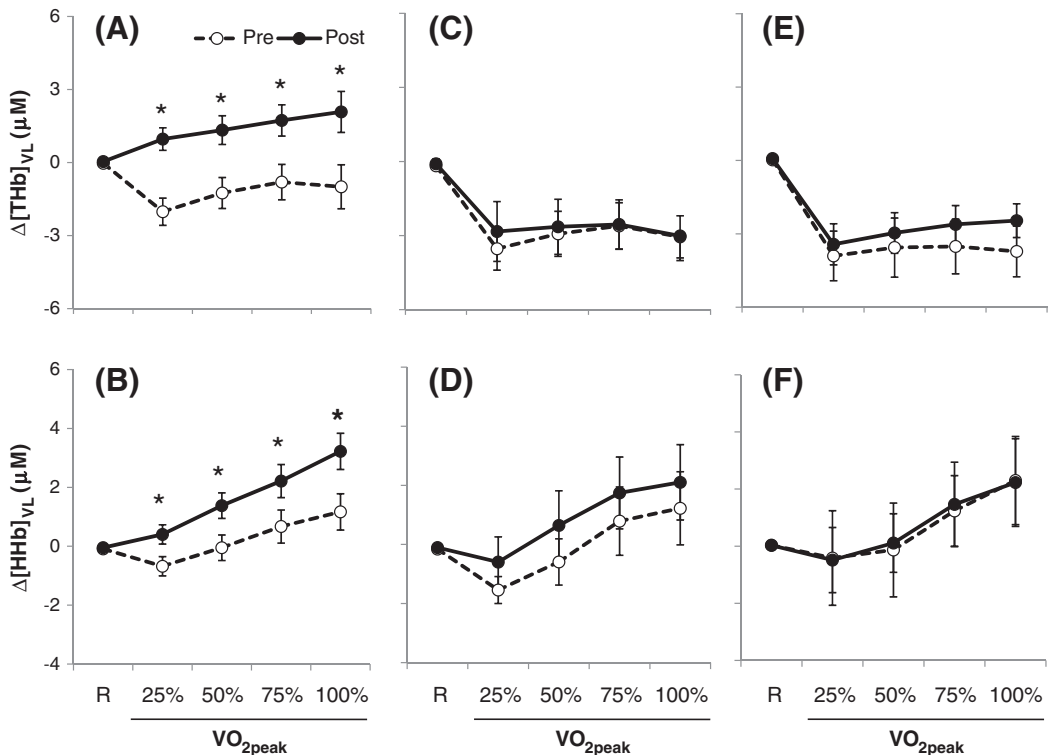 (A)
Pre
Post
(C)
(E)
6
3
0
-3
-6
Δ[THb]VL (μM)
*
*
*
*
(B)
(D)
(F)
6
4
2
0
-2
-4
Δ[HHb]VL (μM)
*
*
*
*
R 25% 50% 75% 100%
VO2peak
R 25% 50% 75% 100%
VO2peak
R 25% 50% 75% 100%
VO2peak